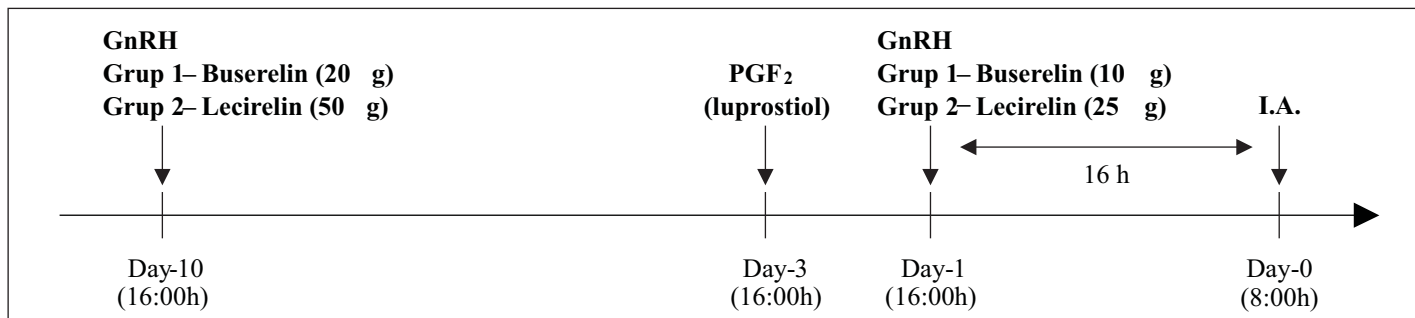 GnRH
Grup 1– Buserelin (20 g)
Grup 2– Lecirelin (50 g)
PGF₂
(luprostiol)
GnRH
Grup 1– Buserelin (10 g)
Grup 2– Lecirelin (25 g)
I.A.
16 h
Day-10
(16:00h)
Day-3
(16:00h)
Day-1
(16:00h)
Day-0
(8:00h)